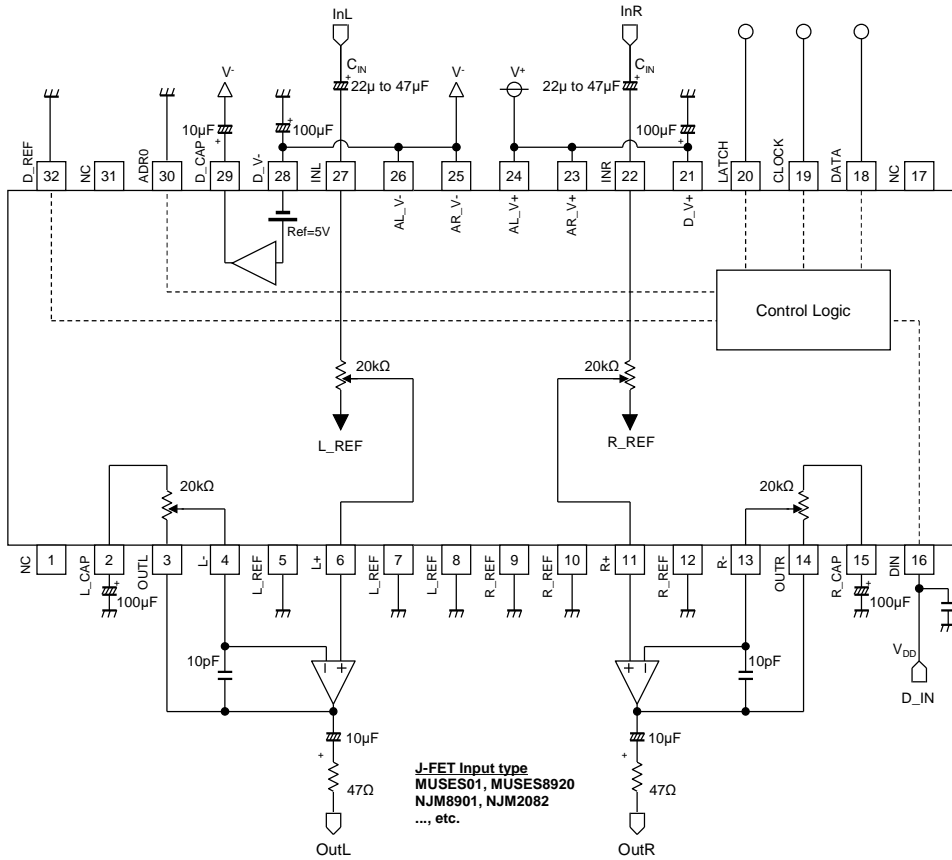 InL
InR
C_IN
22µ to 47µF
V-
V-
V+
C_IN
22µ to 47µF
10µF
100µF
100µF
D_REF
NC
ADR0
D_CAP
D_V-
INL
INR
LATCH
CLOCK
DATA
NC
32
31
30
29
28
27
26
25
24
23
22
21
20
19
18
17
AL_V-
AR_V-
AL_V+
AR_V+
D_V+
Ref=5V
Control Logic
20kΩ
20kΩ
L_REF
R_REF
20kΩ
20kΩ
NC
1
L_CAP
2
OUTL
3
L-
4
L_REF
5
L+
6
L_REF
7
L_REF
8
R_REF
9
R_REF
10
R+
11
R_REF
12
R-
13
OUTR
14
R_CAP
15
DIN
16
100µF
100µF
10pF
10pF
V_DD
D_IN
10µF
10µF
47Ω
47Ω
J-FET Input type
MUSES01, MUSES8920
NJM8901, NJM2082
..., etc.
OutL
OutR